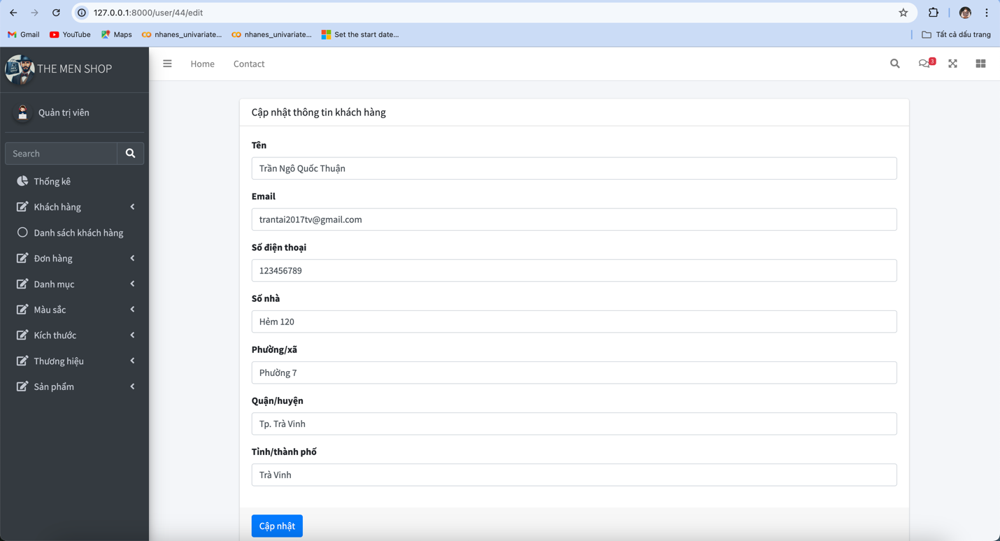 127.0.0.1:8000/user/44/edit
Gmail
YouTube
Maps
nhanes_univariate...
nhanes_univariate...
Set the start date...
Tất cả dấu trang
THE MEN SHOP
Home
Contact
3
Quản trị viên
Search
Thống kê
Khách hàng
Danh sách khách hàng
Đơn hàng
Danh mục
Màu sắc
Kích thước
Thương hiệu
Sản phẩm
Cập nhật thông tin khách hàng
Tên
Trần Ngô Quốc Thuận
Email
trantai2017tv@gmail.com
Số điện thoại
123456789
Số nhà
Hẻm 120
Phường/xã
Phường 7
Quận/huyện
Tp. Trà Vinh
Tỉnh/thành phố
Trà Vinh
Cập nhật